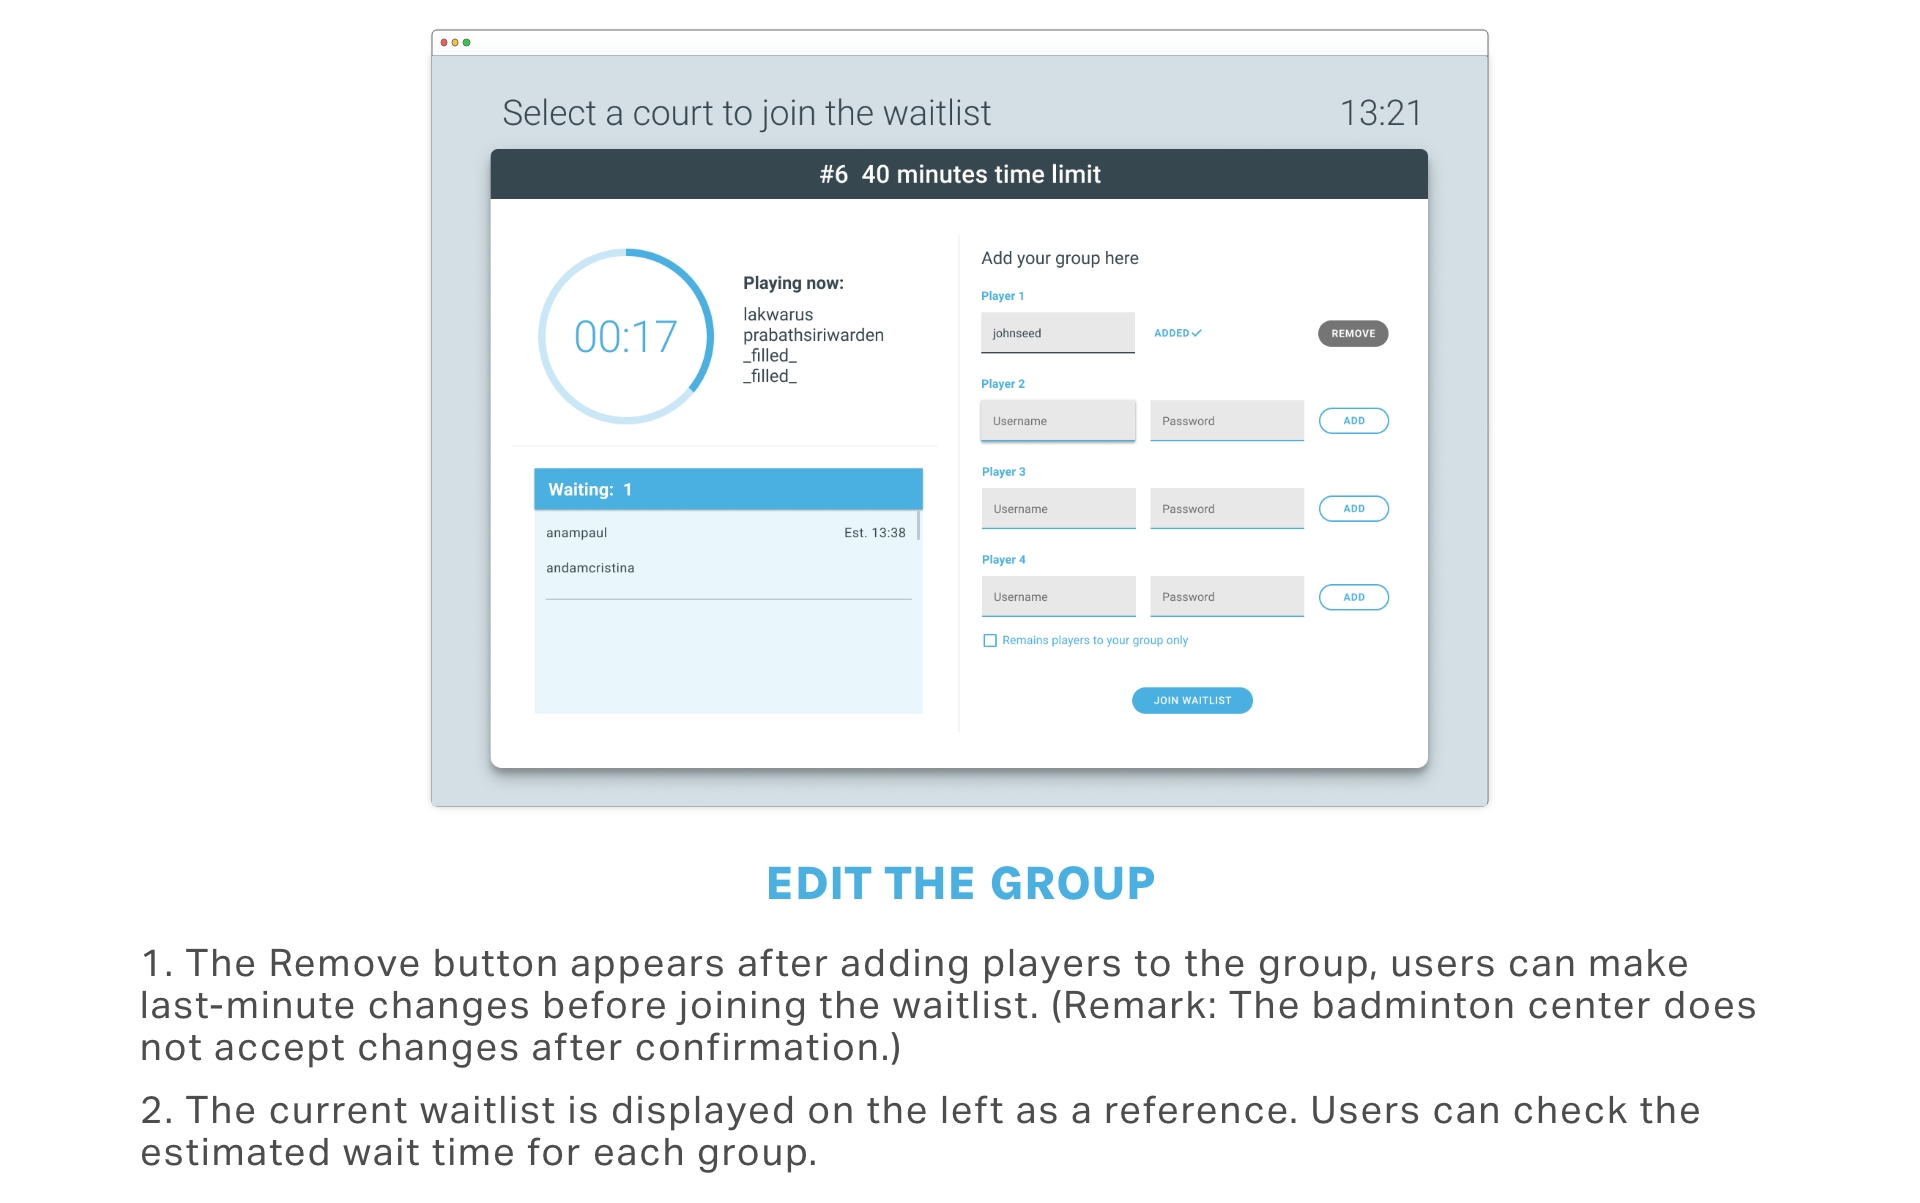 Select a court to join the waitlist
13:21
#6 40 minutes time limit
00:17
Playing now:
lakwarus
prabathsiriwarden
_filled_
_filled_
Waiting: 1
anampaul Est. 13:38
andamcristina
Add your group here
Player 1
johnseed ADDED REMOVE
Player 2
Username Password ADD
Player 3
Username Password ADD
Player 4
Username Password ADD
Remains players to your group only
JOIN WAITLIST
EDIT THE GROUP
1. The Remove button appears after adding players to the group, users can make
last-minute changes before joining the waitlist. (Remark: The badminton center does
not accept changes after confirmation.)
2. The current waitlist is displayed on the left as a reference. Users can check the
estimated wait time for each group.